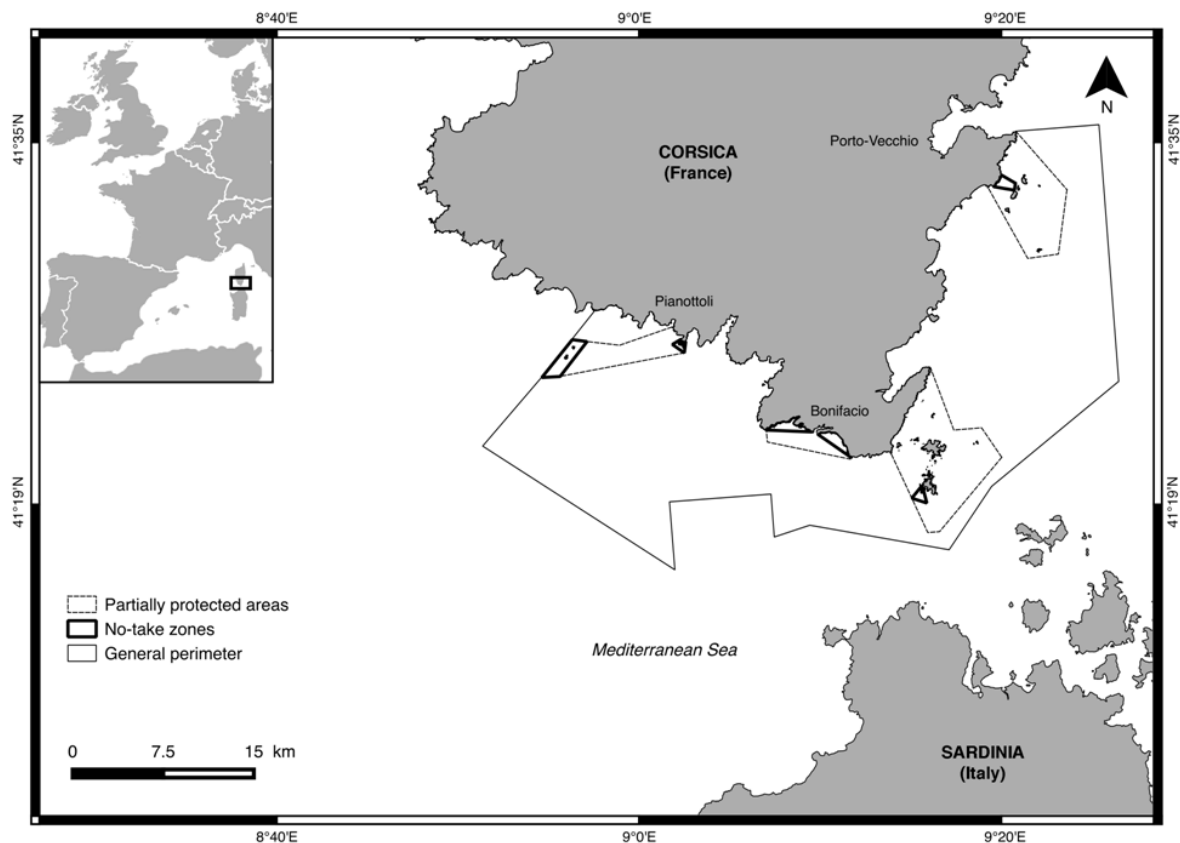 8°40'E
9°0'E
9°20'E
41°35'N
41°35'N
N
Porto-Vecchio
CORSICA
(France)
Pianottoli
Bonifacio
41°19'N
41°19'N
Partially protected areas
No-take zones
General perimeter
Mediterranean Sea
0 7.5 15 km
SARDINIA
(Italy)
8°40'E
9°0'E
9°20'E